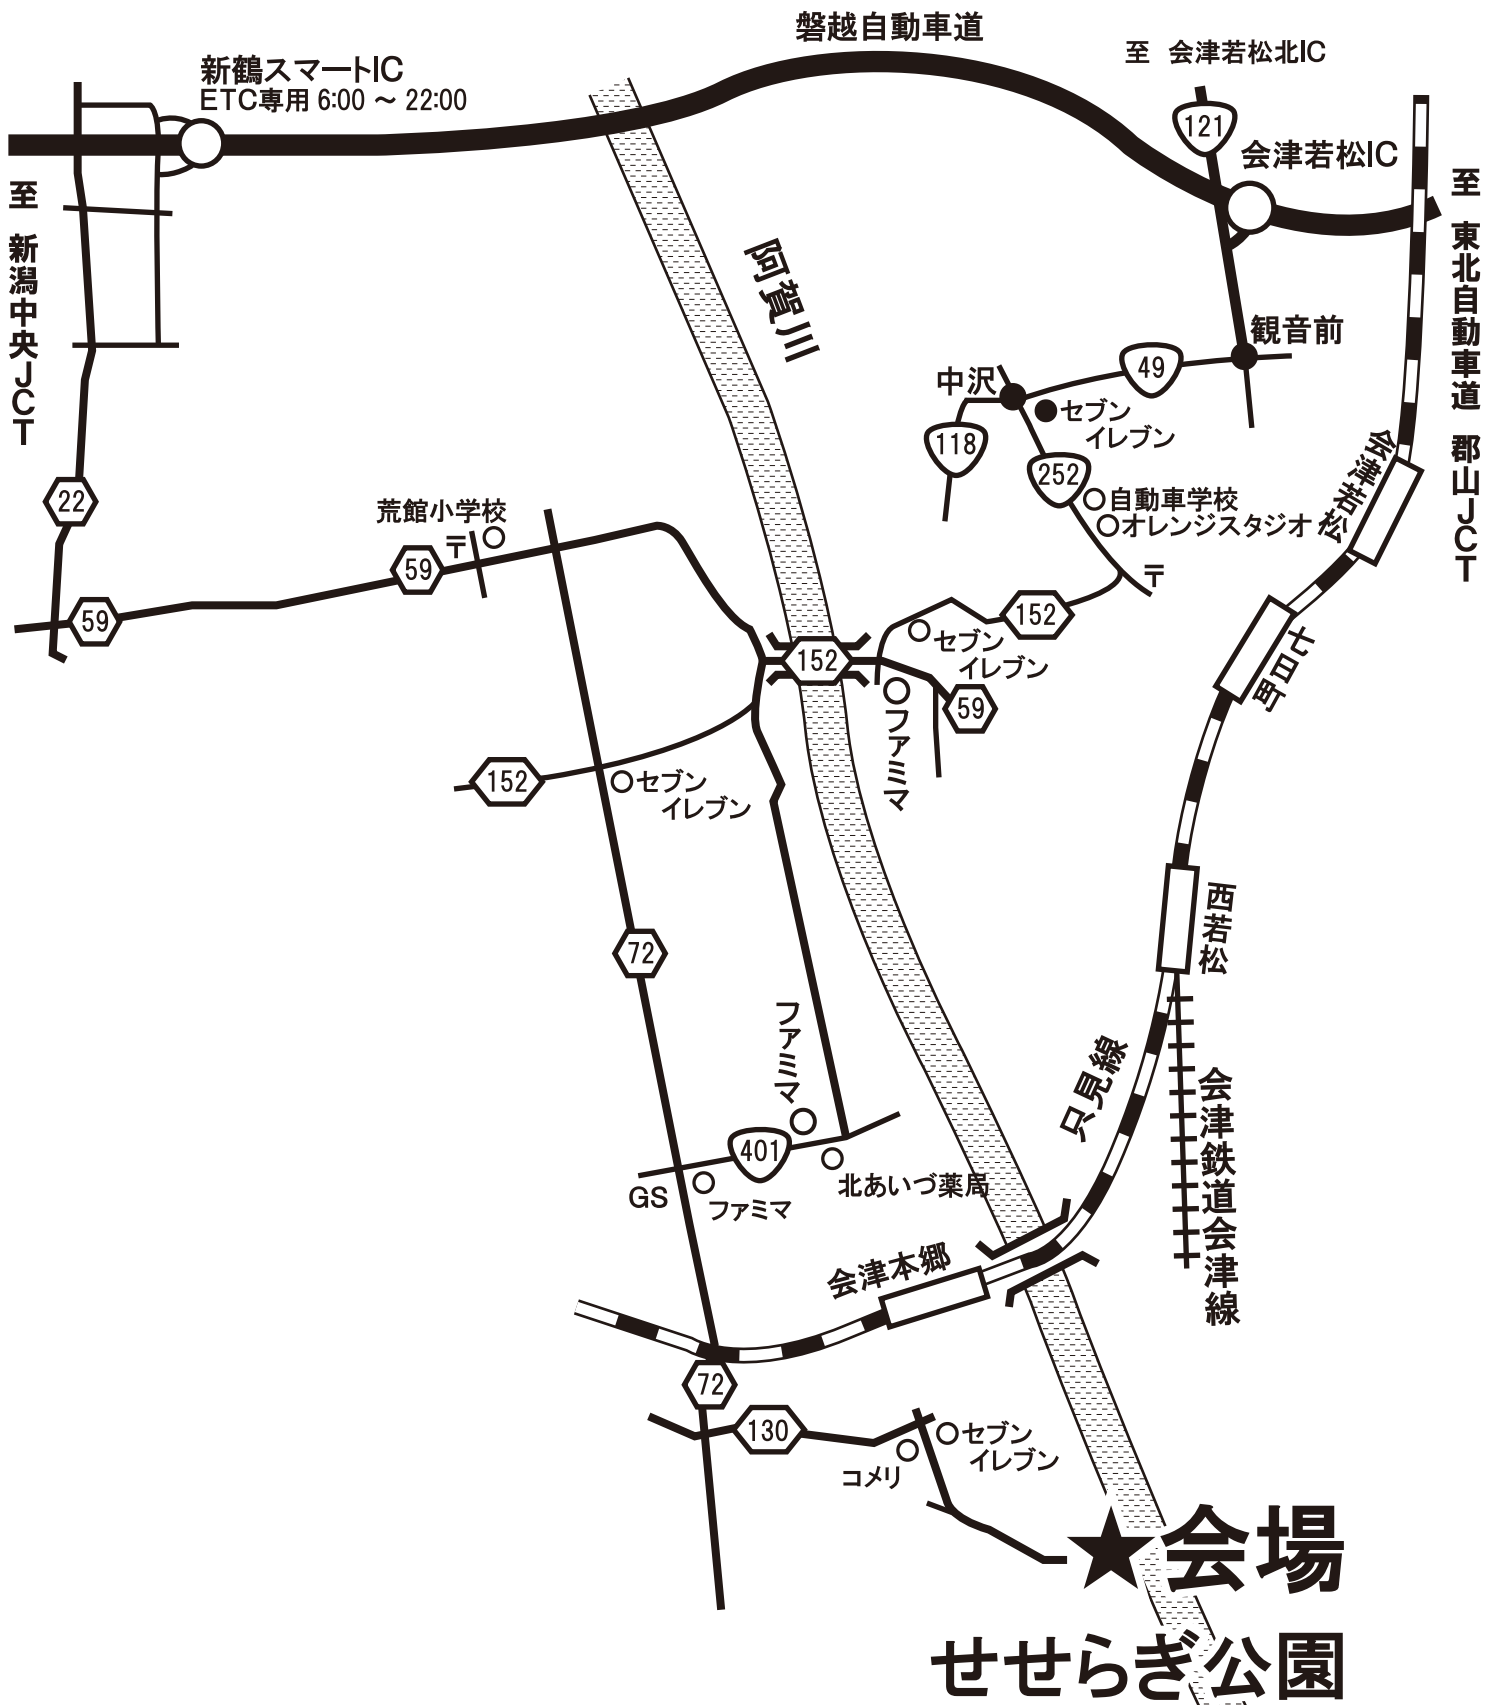 磐越自動車道
至 会津若松北IC
新鶴スマートIC
ETC専用 6:00 ～ 22:00
121
会津若松IC
至 新潟中央JCT
至 東北自動車道 郡山JCT
阿賀川
観音前
49
中沢
セブン
イレブン
118
252
自動車学校
オレンジスタジオ
会津若松
22
荒館小学校
〒
59
59
〒
152
セブン
イレブン
152
59
ファミマ
七日町
152
セブン
イレブン
西若松
72
只見線
ファミマ
会津鉄道会津線
401
GS
ファミマ
北あいづ薬局
会津本郷
72
130
セブン
イレブン
コメリ
★会場
せせらぎ公園